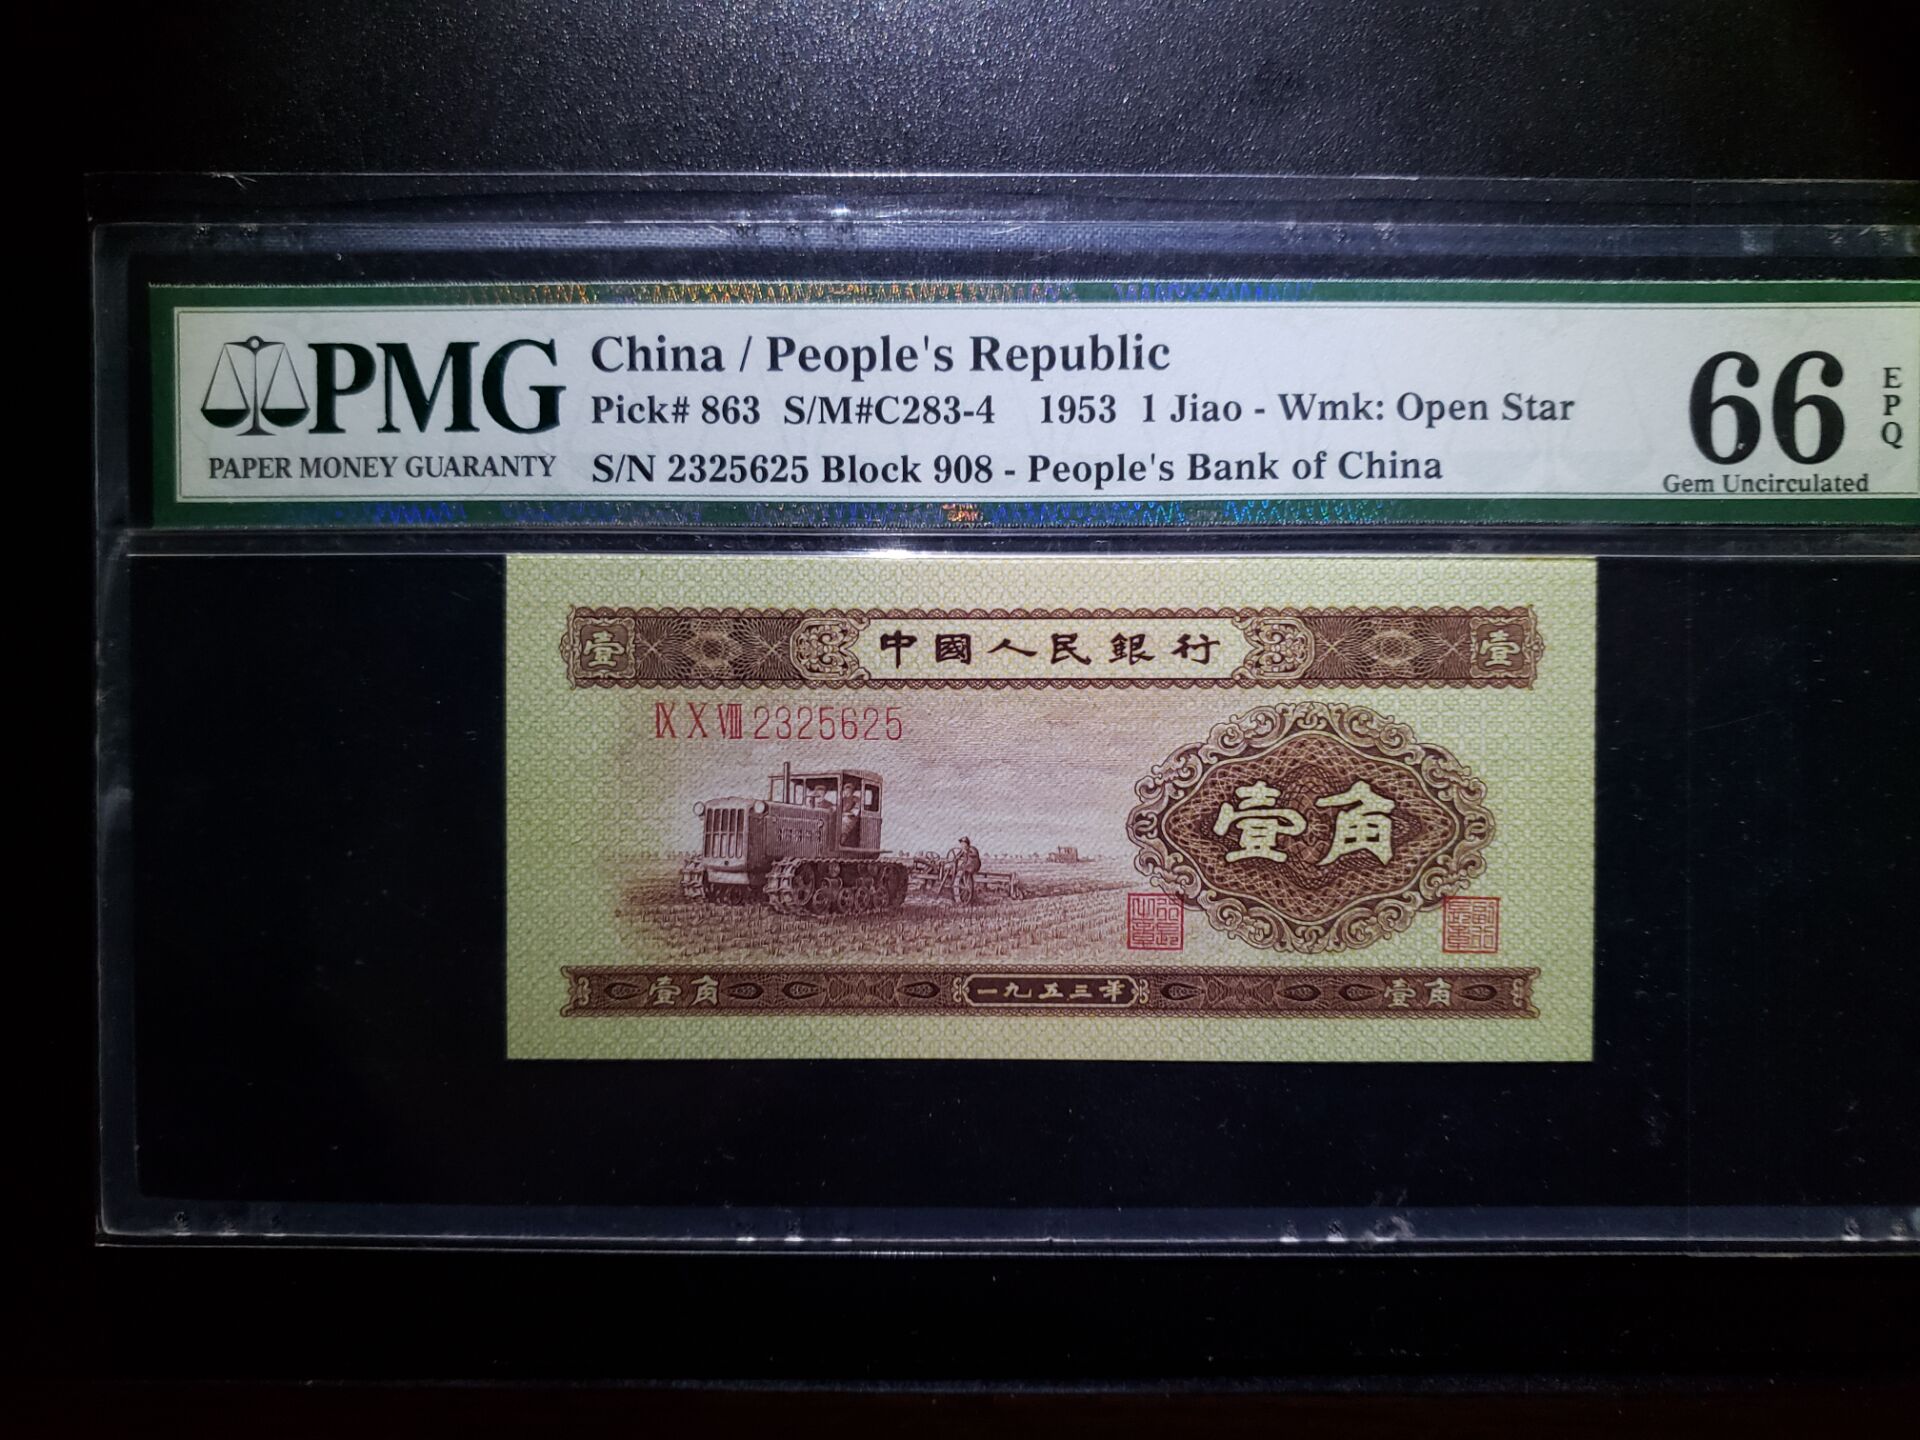 PMG
PAPER MONEY GUARANTY
China / People's Republic
Pick# 863 S/M#C283-4 1953 1 Jiao - Wmk: Open Star
S/N 2325625 Block 908 - People's Bank of China
66
EPQ
Gem Uncirculated
壹 中國人民銀行 壹
ⅨⅩⅧ 2325625
壹角
壹角 一九五三年 壹角